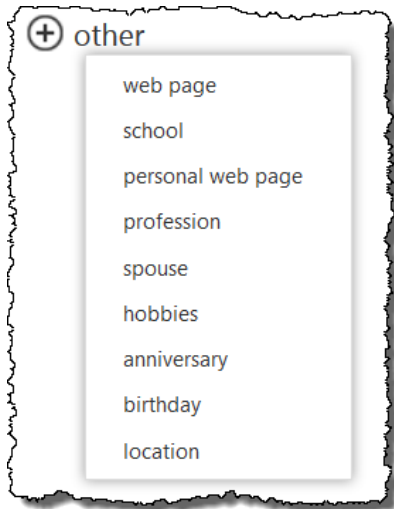 other
web page
school
personal web page
profession
spouse
hobbies
anniversary
birthday
location